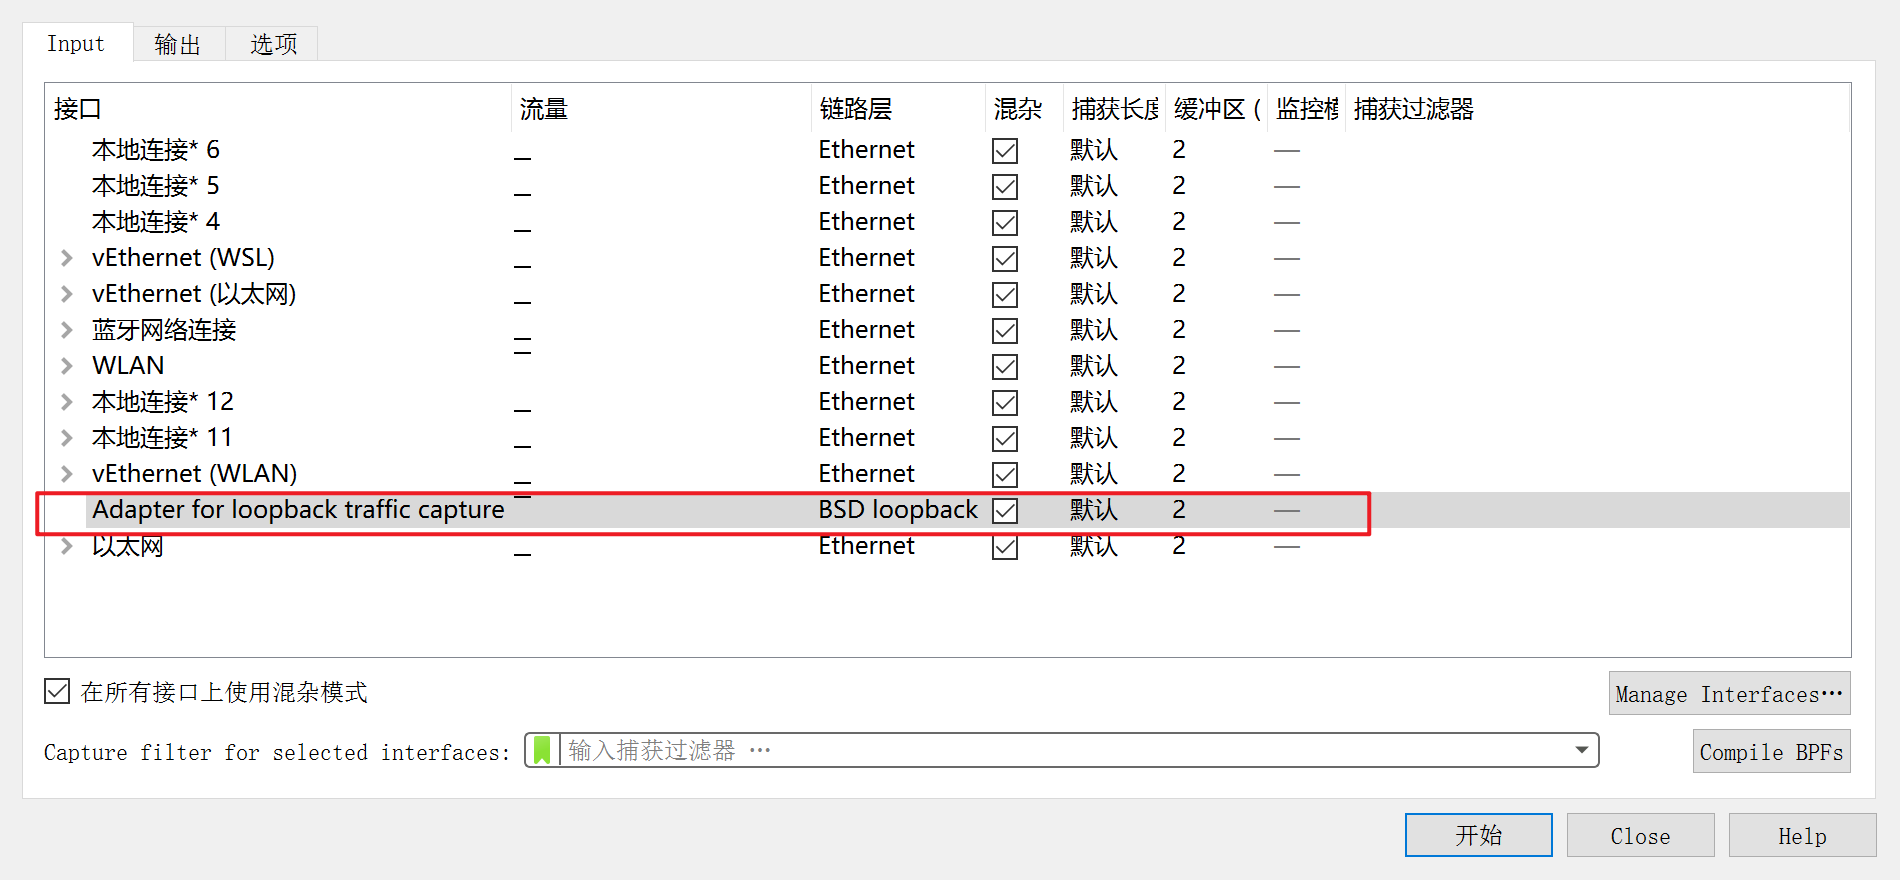 Input 输出 选项
接口 流量 链路层 混杂 捕获长度 缓冲区 ( 监控模 捕获过滤器
本地连接* 6 Ethernet 默认 2 —
本地连接* 5 Ethernet 默认 2 —
本地连接* 4 Ethernet 默认 2 —
vEthernet (WSL) Ethernet 默认 2 —
vEthernet (以太网) Ethernet 默认 2 —
蓝牙网络连接 Ethernet 默认 2 —
WLAN Ethernet 默认 2 —
本地连接* 12 Ethernet 默认 2 —
本地连接* 11 Ethernet 默认 2 —
vEthernet (WLAN) Ethernet 默认 2 —
Adapter for loopback traffic capture BSD loopback 默认 2 —
以太网 Ethernet 默认 2 —
在所有接口上使用混杂模式 Manage Interfaces…
Capture filter for selected interfaces: 输入捕获过滤器 … Compile BPFs
开始 Close Help